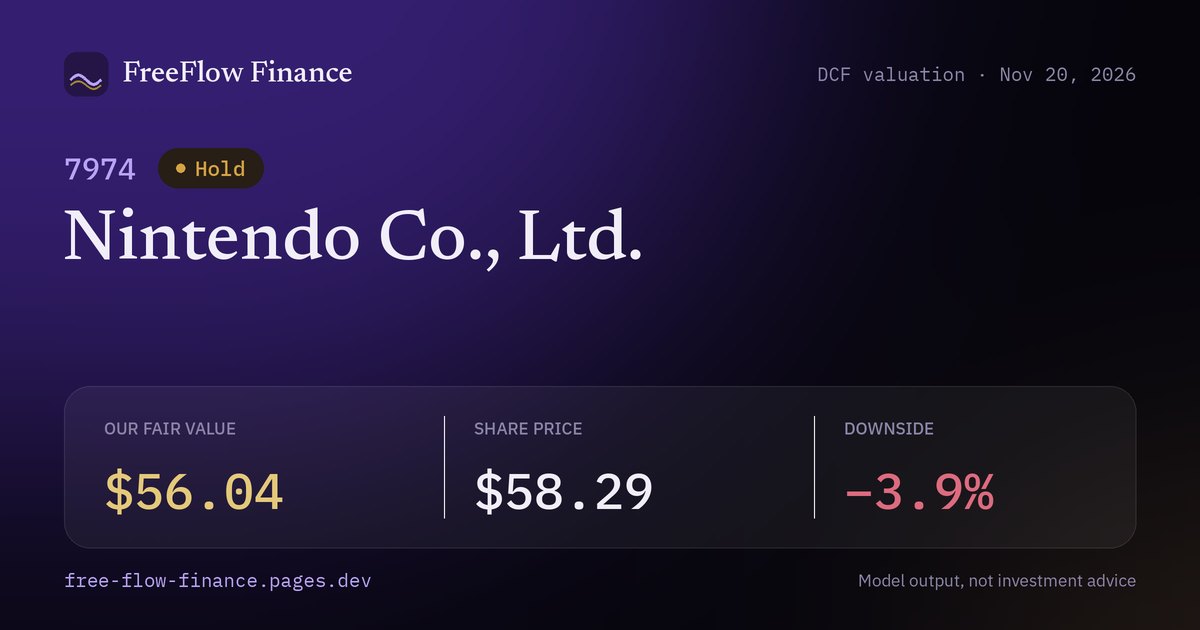 FreeFlow Finance
DCF valuation · Nov 20, 2026
7974
Hold
Nintendo Co., Ltd.
OUR FAIR VALUE
$56.04
SHARE PRICE
$58.29
DOWNSIDE
−3.9%
free-flow-finance.pages.dev
Model output, not investment advice